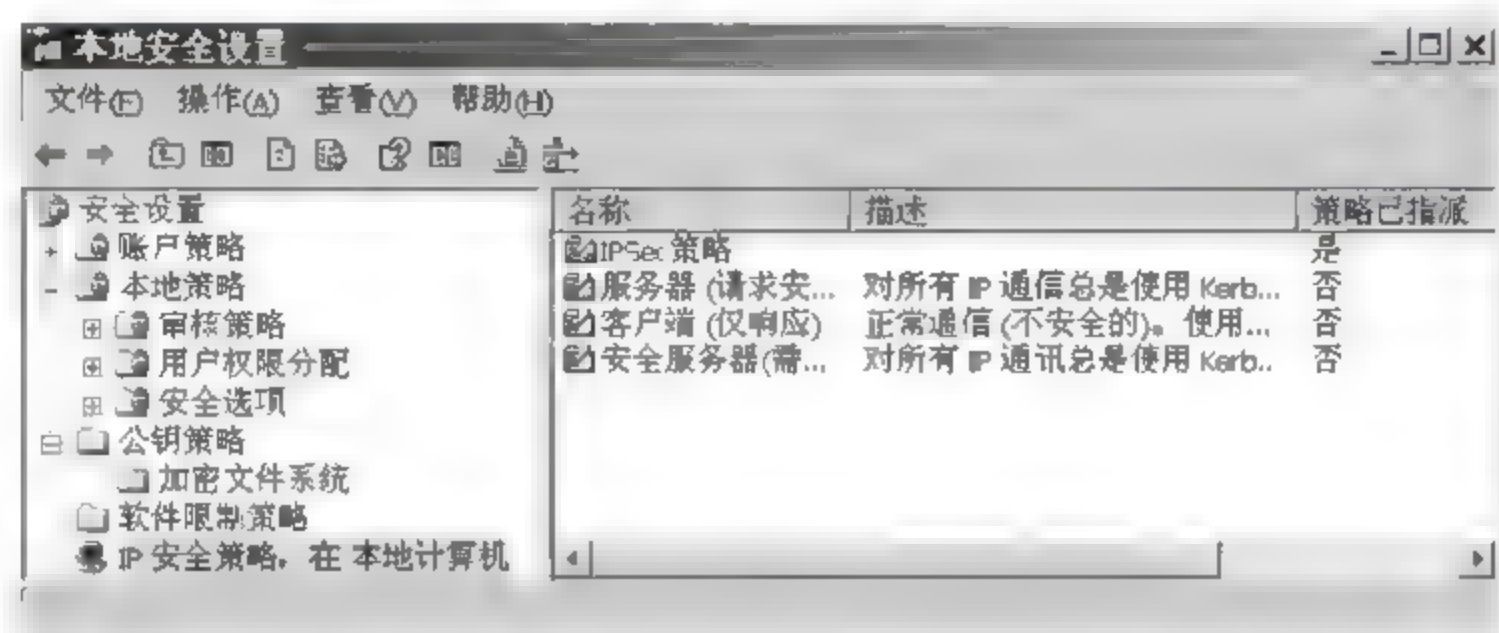 本地安全设置
文件(F) 操作(A) 查看(V) 帮助(H)
安全设置
账户策略
本地策略
审核策略
用户权限分配
安全选项
公钥策略
加密文件系统
软件限制策略
IP 安全策略，在 本地计算机
名称 描述 策略已指派
IPSec 策略 是
服务器 (请求安... 对所有 IP 通信总是使用 Kerb... 否
客户端 (仅响应) 正常通信 (不安全的)。使用... 否
安全服务器(需... 对所有 IP 通讯总是使用 Kerb.. 否